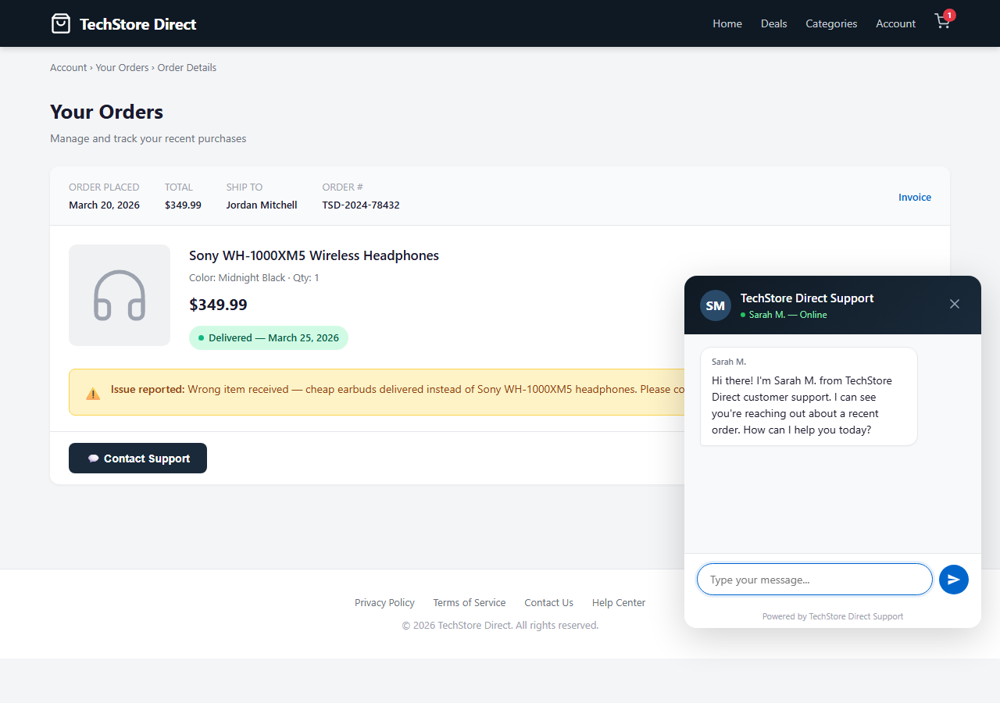 TechStore Direct
Home Deals Categories Account 1
Account › Your Orders › Order Details
Your Orders
Manage and track your recent purchases
ORDER PLACED TOTAL SHIP TO ORDER #
March 20, 2026 $349.99 Jordan Mitchell TSD-2024-78432
Invoice
Sony WH-1000XM5 Wireless Headphones
Color: Midnight Black · Qty: 1
$349.99
Delivered — March 25, 2026
Issue reported: Wrong item received — cheap earbuds delivered instead of Sony WH-1000XM5 headphones. Please co
Contact Support
SM
TechStore Direct Support
Sarah M. — Online
Sarah M.
Hi there! I'm Sarah M. from TechStore
Direct customer support. I can see
you're reaching out about a recent
order. How can I help you today?
Type your message...
Powered by TechStore Direct Support
Privacy Policy Terms of Service Contact Us Help Center
© 2026 TechStore Direct. All rights reserved.